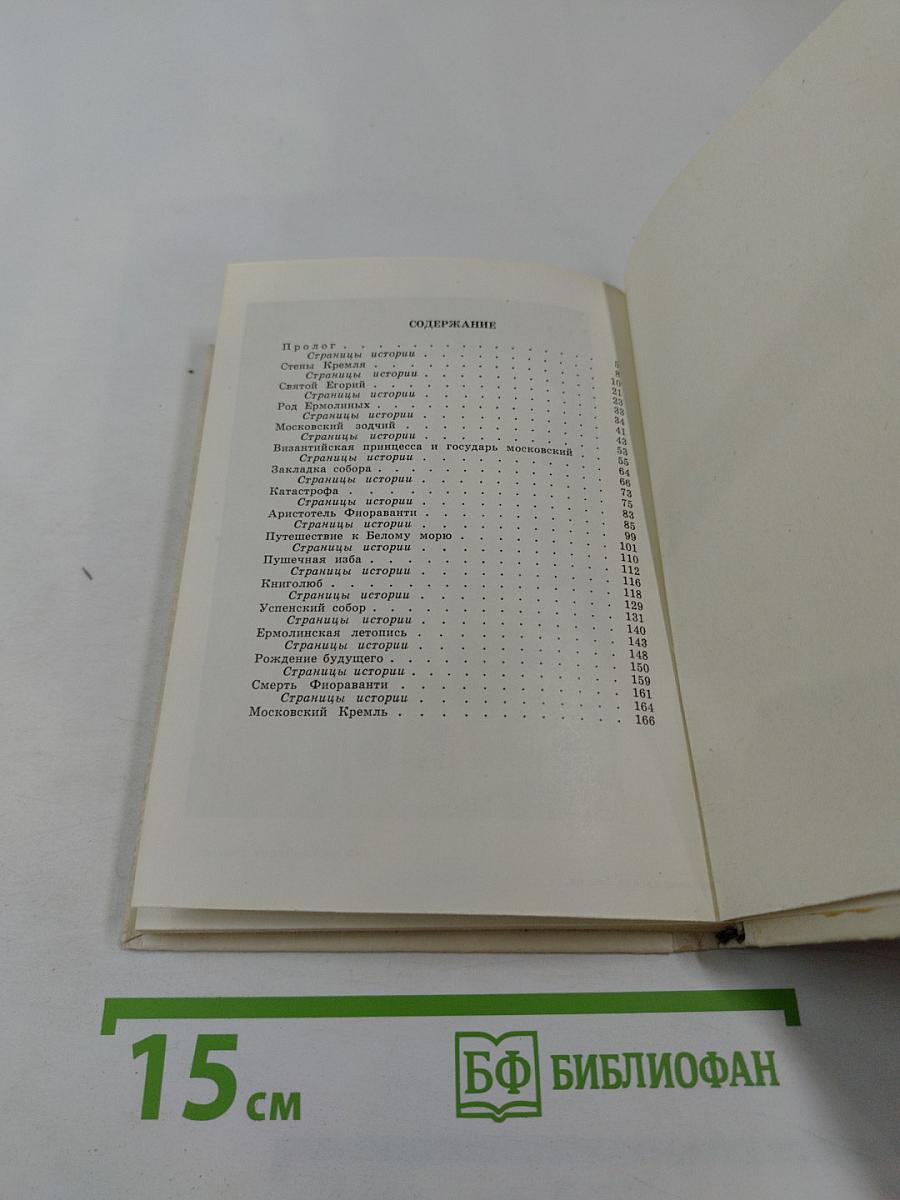 СОДЕРЖАНИЕ
Пролог . . . . . . . . . . . . 5
Страницы истории . . . . . . . . 8
Стены Кремля . . . . . . . . . . 10
Страницы истории . . . . . . . . 21
Святой Егорий . . . . . . . . . . 23
Страницы истории . . . . . . . . 33
Род Ермолиных . . . . . . . . . . 34
Страницы истории . . . . . . . . 41
Московский зодчий . . . . . . . . 43
Страницы истории . . . . . . . . 53
Византийская принцесса и государь московский . . 55
Страницы истории . . . . . . . . 64
Закладка собора . . . . . . . . . 66
Страницы истории . . . . . . . . 73
Катастрофа . . . . . . . . . . . 75
Страницы истории . . . . . . . . 83
Аристотель Фиораванти . . . . . . . 85
Страницы истории . . . . . . . . 99
Путешествие к Белому морю . . . . . . 101
Страницы истории . . . . . . . . 110
Пушечная изба . . . . . . . . . . 112
Страницы истории . . . . . . . . 116
Книголюб . . . . . . . . . . . 118
Страницы истории . . . . . . . . 129
Успенский собор . . . . . . . . . 131
Страницы истории . . . . . . . . 140
Ермолинская летопись . . . . . . . . 143
Страницы истории . . . . . . . . 148
Рождение будущего . . . . . . . . . 150
Страницы истории . . . . . . . . 159
Смерть Фиораванти . . . . . . . . . 161
Страницы истории . . . . . . . . 164
Московский Кремль . . . . . . . . . 166
15 см
БФ БИБЛИОФАН